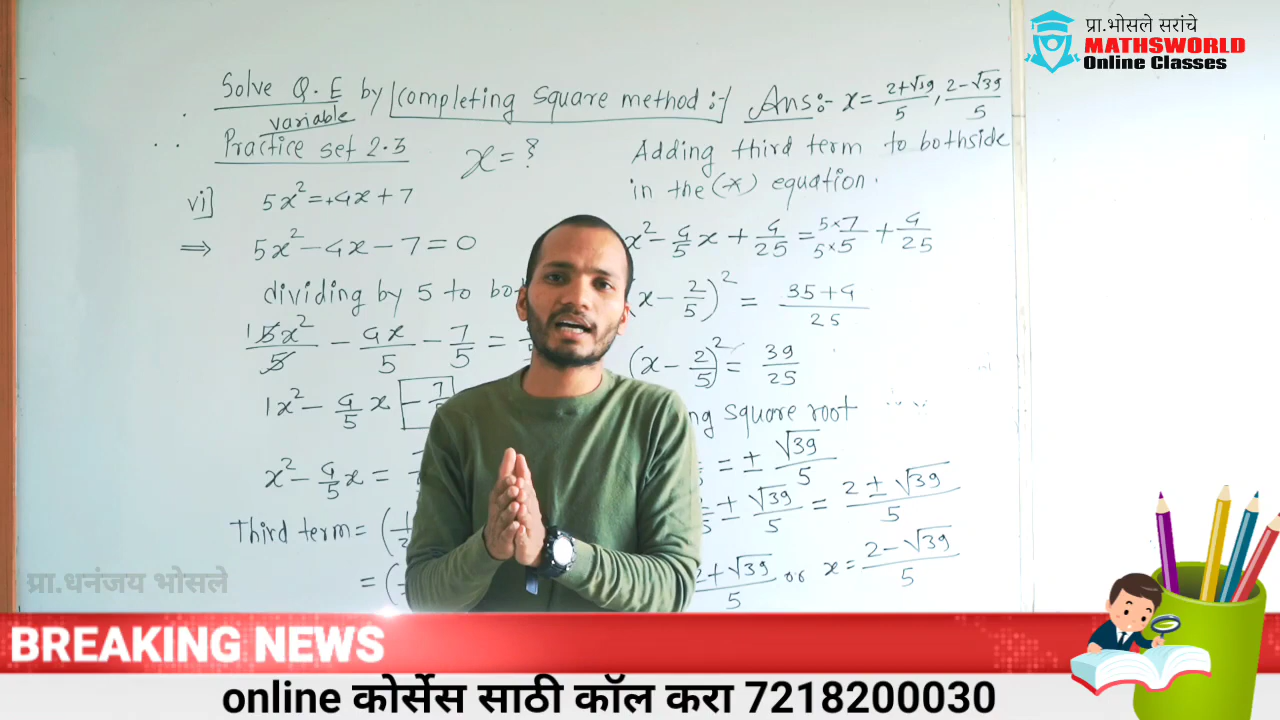 प्रा.भोसले सरांचे
MATHSWORLD
Online Classes
Solve Q.E by completing square method :-
variable
Practice set 2.3
x = ?
vi] 5x² = +4x + 7
⇒ 5x² - 4x - 7 = 0
dividing by 5 to bo
15x²/5 - 4x/5 - 7/5 =
1x² - 4/5 x - 7
x² - 4/5 x =
Third term = (1/2
= (
Ans :- x = 2+√39/5 , 2-√39/5
Adding third term to bothside
in the (*) equation.
x² - 4/5 x + 4/25 = 5×7/5×5 + 4/25
(x - 2/5)² = 35+4/25
(x - 2/5)² = 39/25
ng square root
= ± √39/5
± √39/5 = 2 ± √39/5
2+√39/5 or x = 2-√39/5
प्रा.धनंजय भोसले
BREAKING NEWS
online कोर्सेस साठी कॉल करा 7218200030